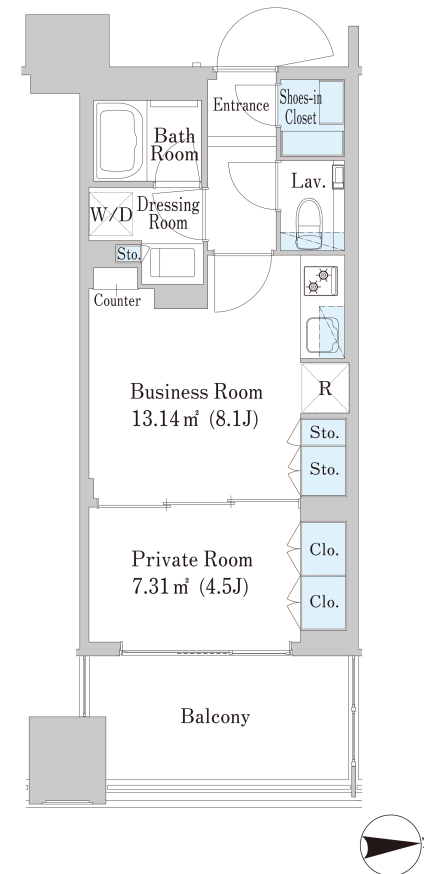 Entrance
Shoes-in
Closet
Bath
Room
Lav.
W/D
Dressing
Room
Sto.
Counter
Business Room
13.14㎡ (8.1J)
R
Sto.
Sto.
Private Room
7.31㎡ (4.5J)
Clo.
Clo.
Balcony